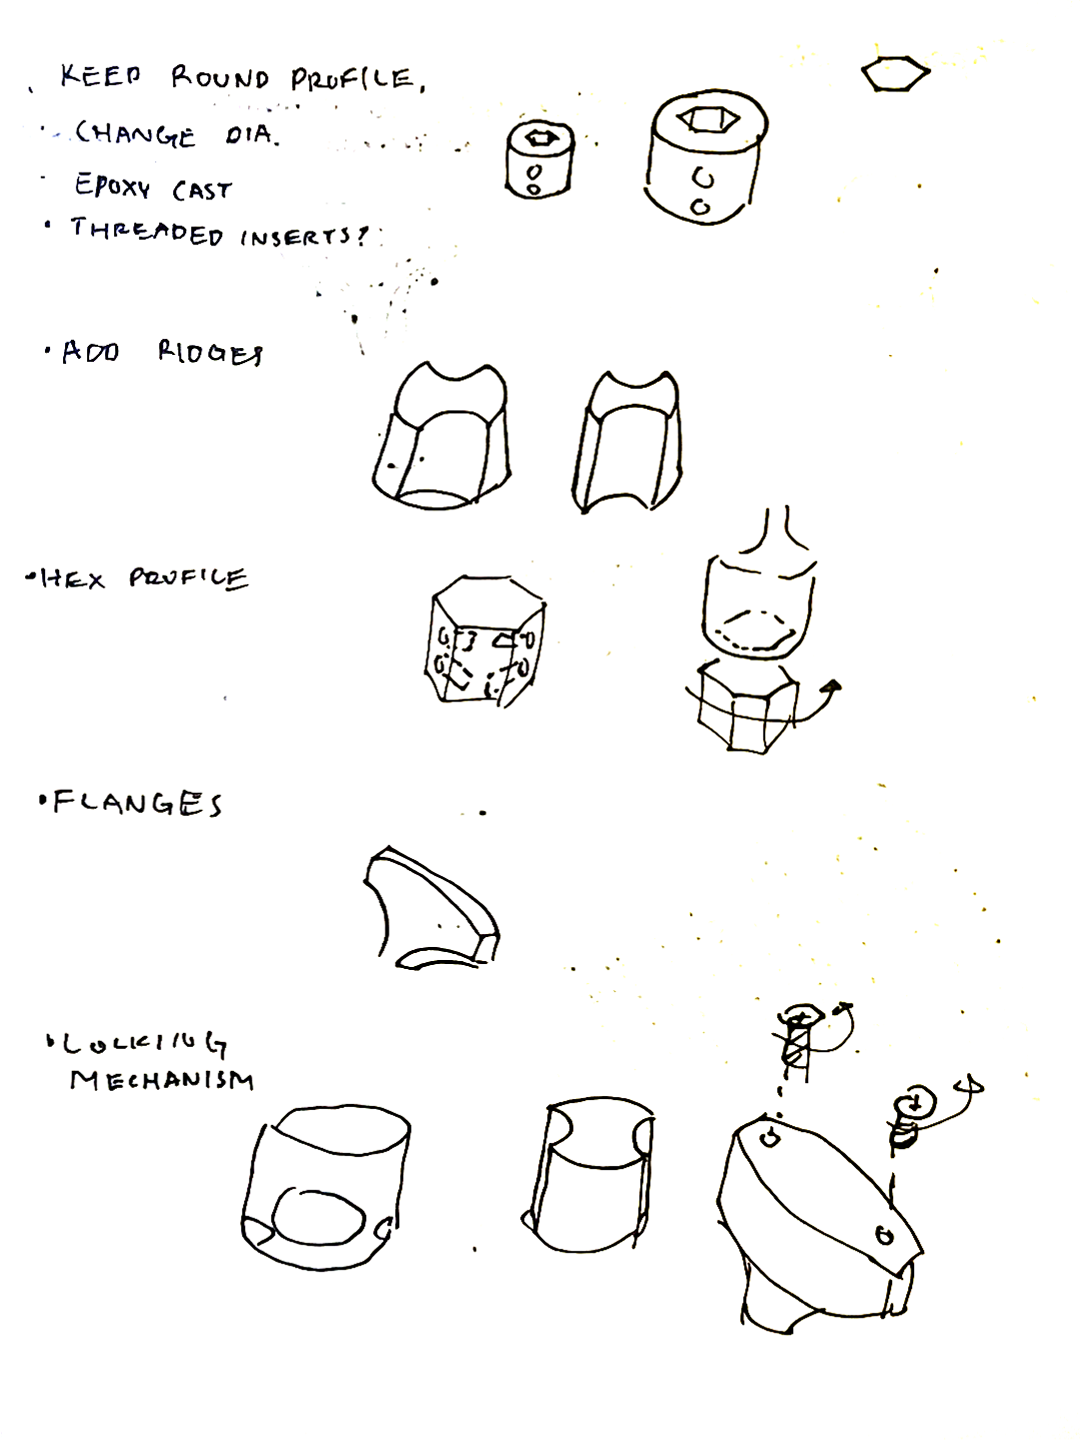 KEEP ROUND PROFILE.
· CHANGE DIA.
· EPOXY CAST
· THREADED INSERTS?
· ADD RIDGES
· HEX PROFILE
· FLANGES
· LOCKING
MECHANISM